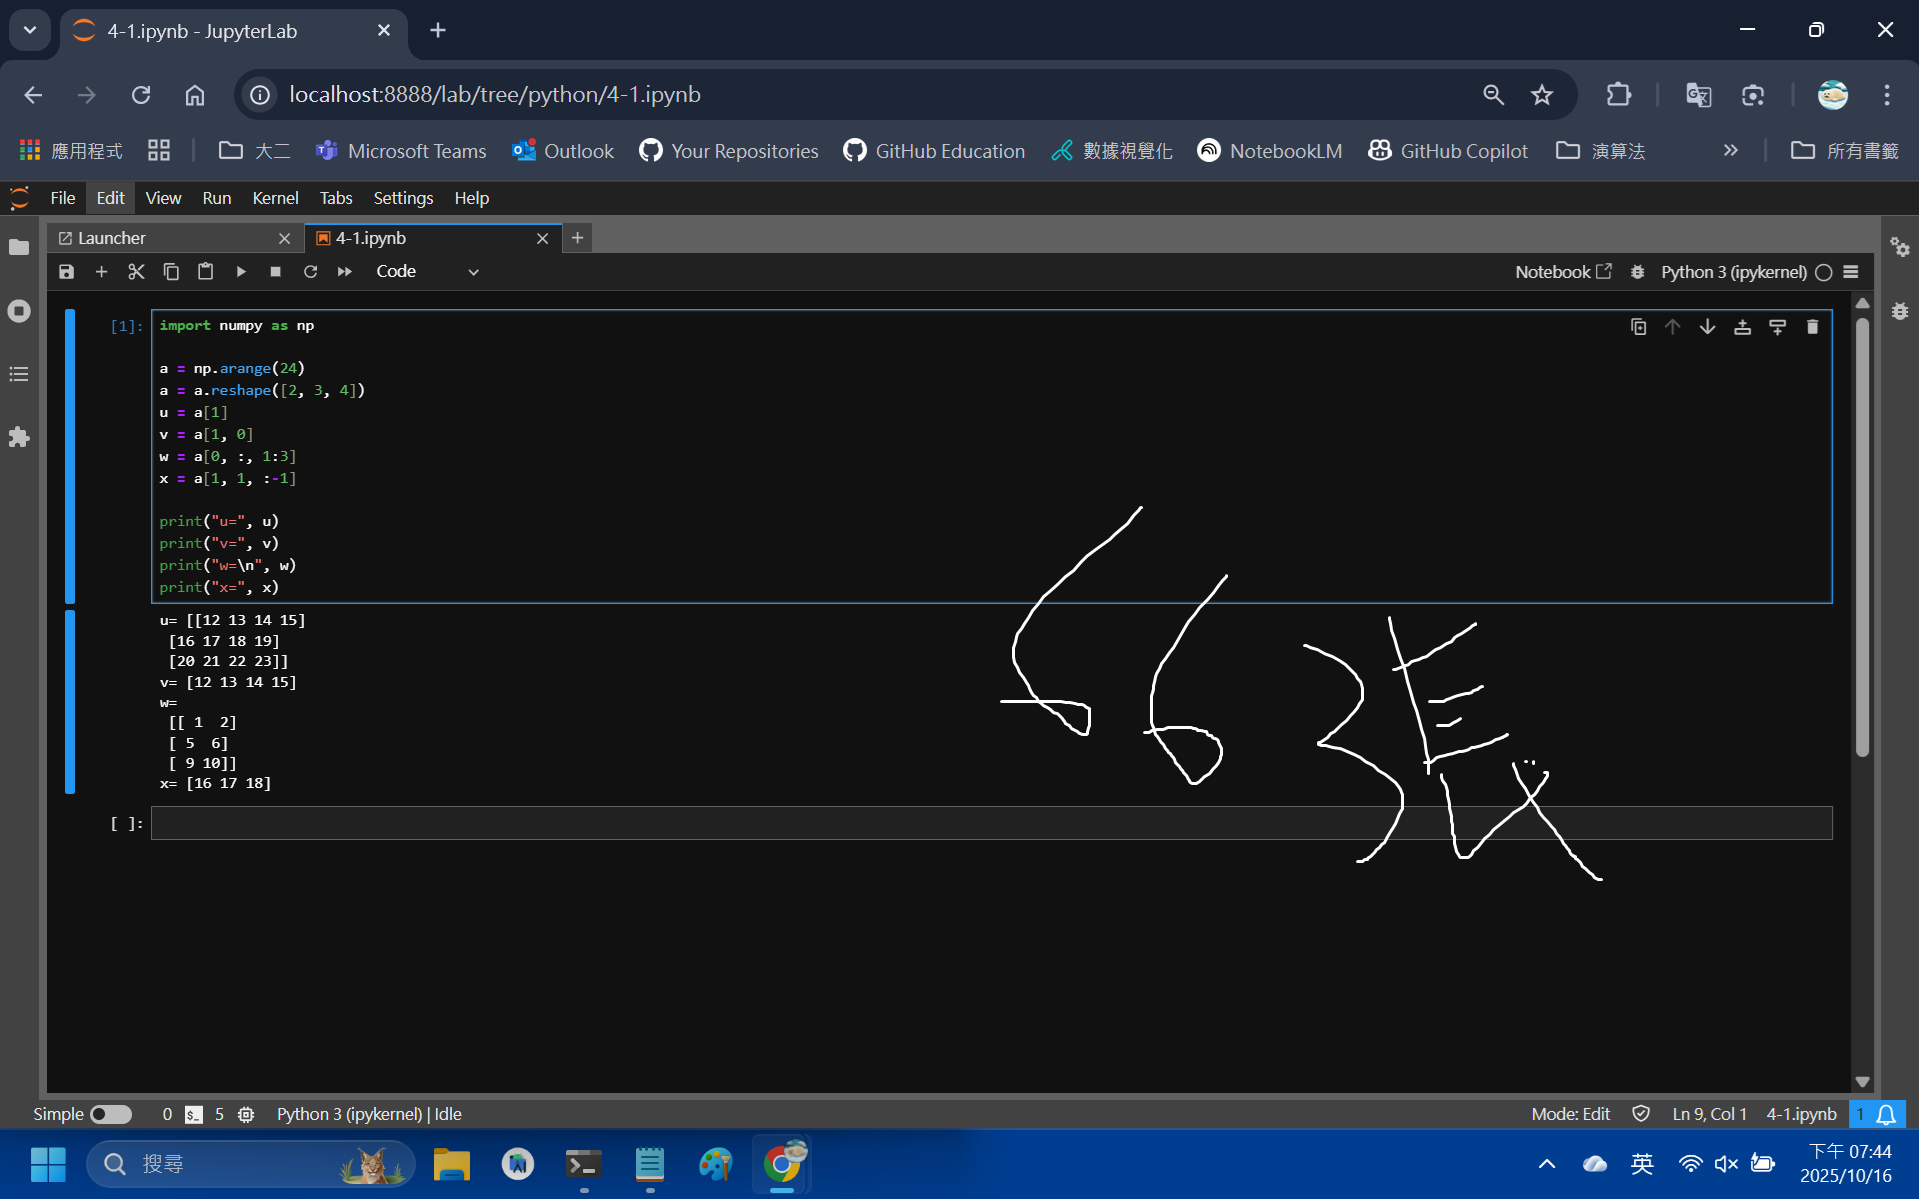 4-1.ipynb - JupyterLab
localhost:8888/lab/tree/python/4-1.ipynb
應用程式 大二 Microsoft Teams Outlook Your Repositories GitHub Education 數據視覺化 NotebookLM GitHub Copilot 演算法 » 所有書籤
File Edit View Run Kernel Tabs Settings Help
Launcher 4-1.ipynb
Code Notebook Python 3 (ipykernel)
[1]: import numpy as np
a = np.arange(24)
a = a.reshape([2, 3, 4])
u = a[1]
v = a[1, 0]
w = a[0, :, 1:3]
x = a[1, 1, :-1]
print("u=", u)
print("v=", v)
print("w=\n", w)
print("x=", x)
u= [[12 13 14 15]
[16 17 18 19]
[20 21 22 23]]
v= [12 13 14 15]
w=
[[ 1 2]
[ 5 6]
[ 9 10]]
x= [16 17 18]
[ ]:
Simple 0 5 Python 3 (ipykernel) | Idle Mode: Edit Ln 9, Col 1 4-1.ipynb 1
搜尋 英 下午 07:44
2025/10/16